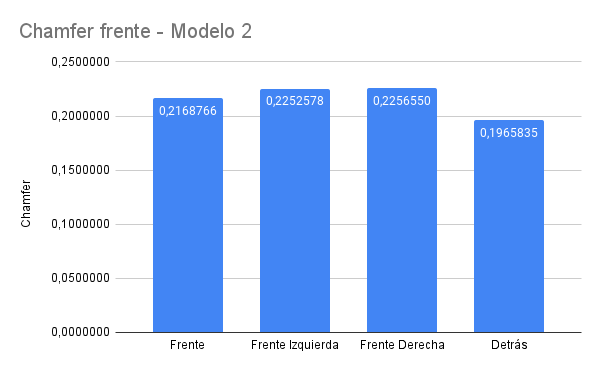 Chamfer frente - Modelo 2
0,2500000
0,2000000
0,1500000
0,1000000
0,0500000
0,0000000
Chamfer
0,2168766
0,2252578
0,2256550
0,1965835
Frente
Frente Izquierda
Frente Derecha
Detrás